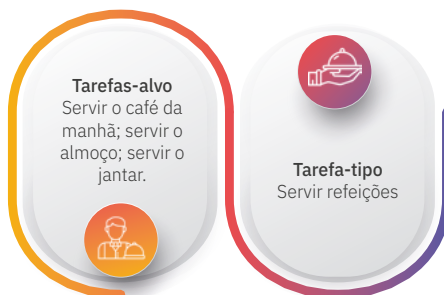 Tarefas-alvo
Servir o café da
manhã; servir o
almoço; servir o
jantar.
Tarefa-tipo
Servir refeições